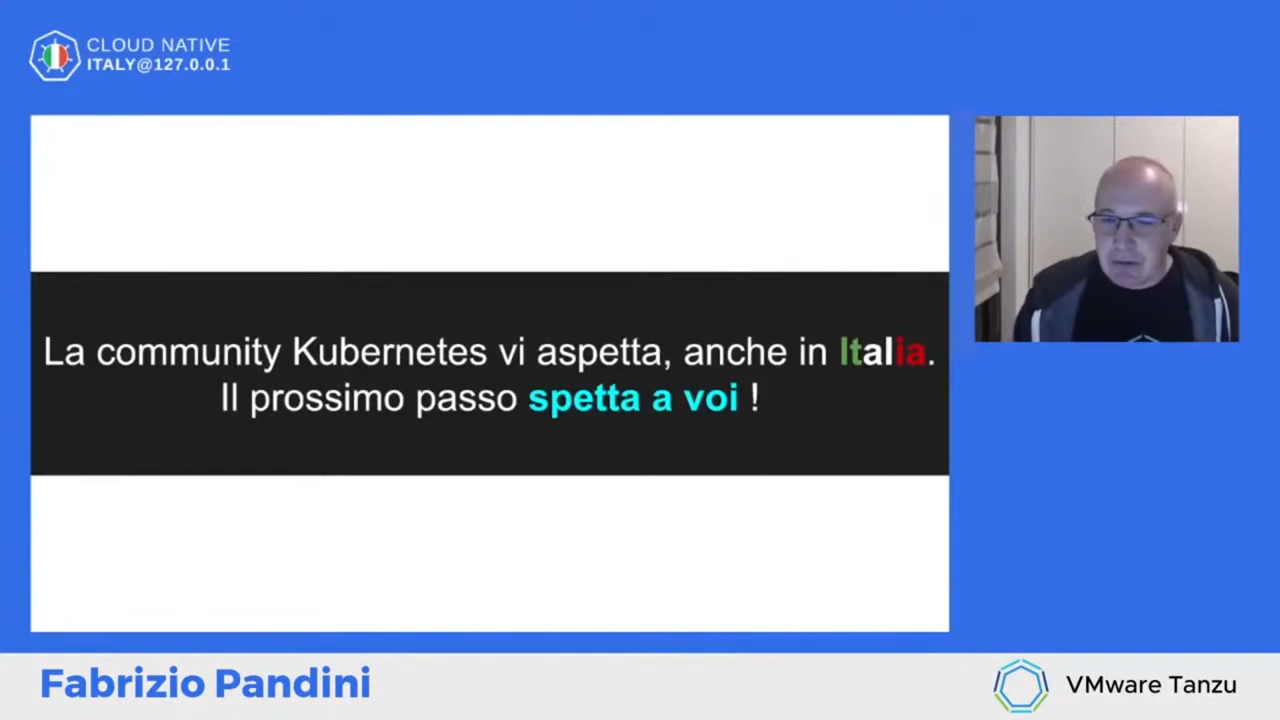 CLOUD NATIVE
ITALY@127.0.0.1
La community Kubernetes vi aspetta, anche in Italia.
Il prossimo passo spetta a voi !
Fabrizio Pandini
VMware Tanzu